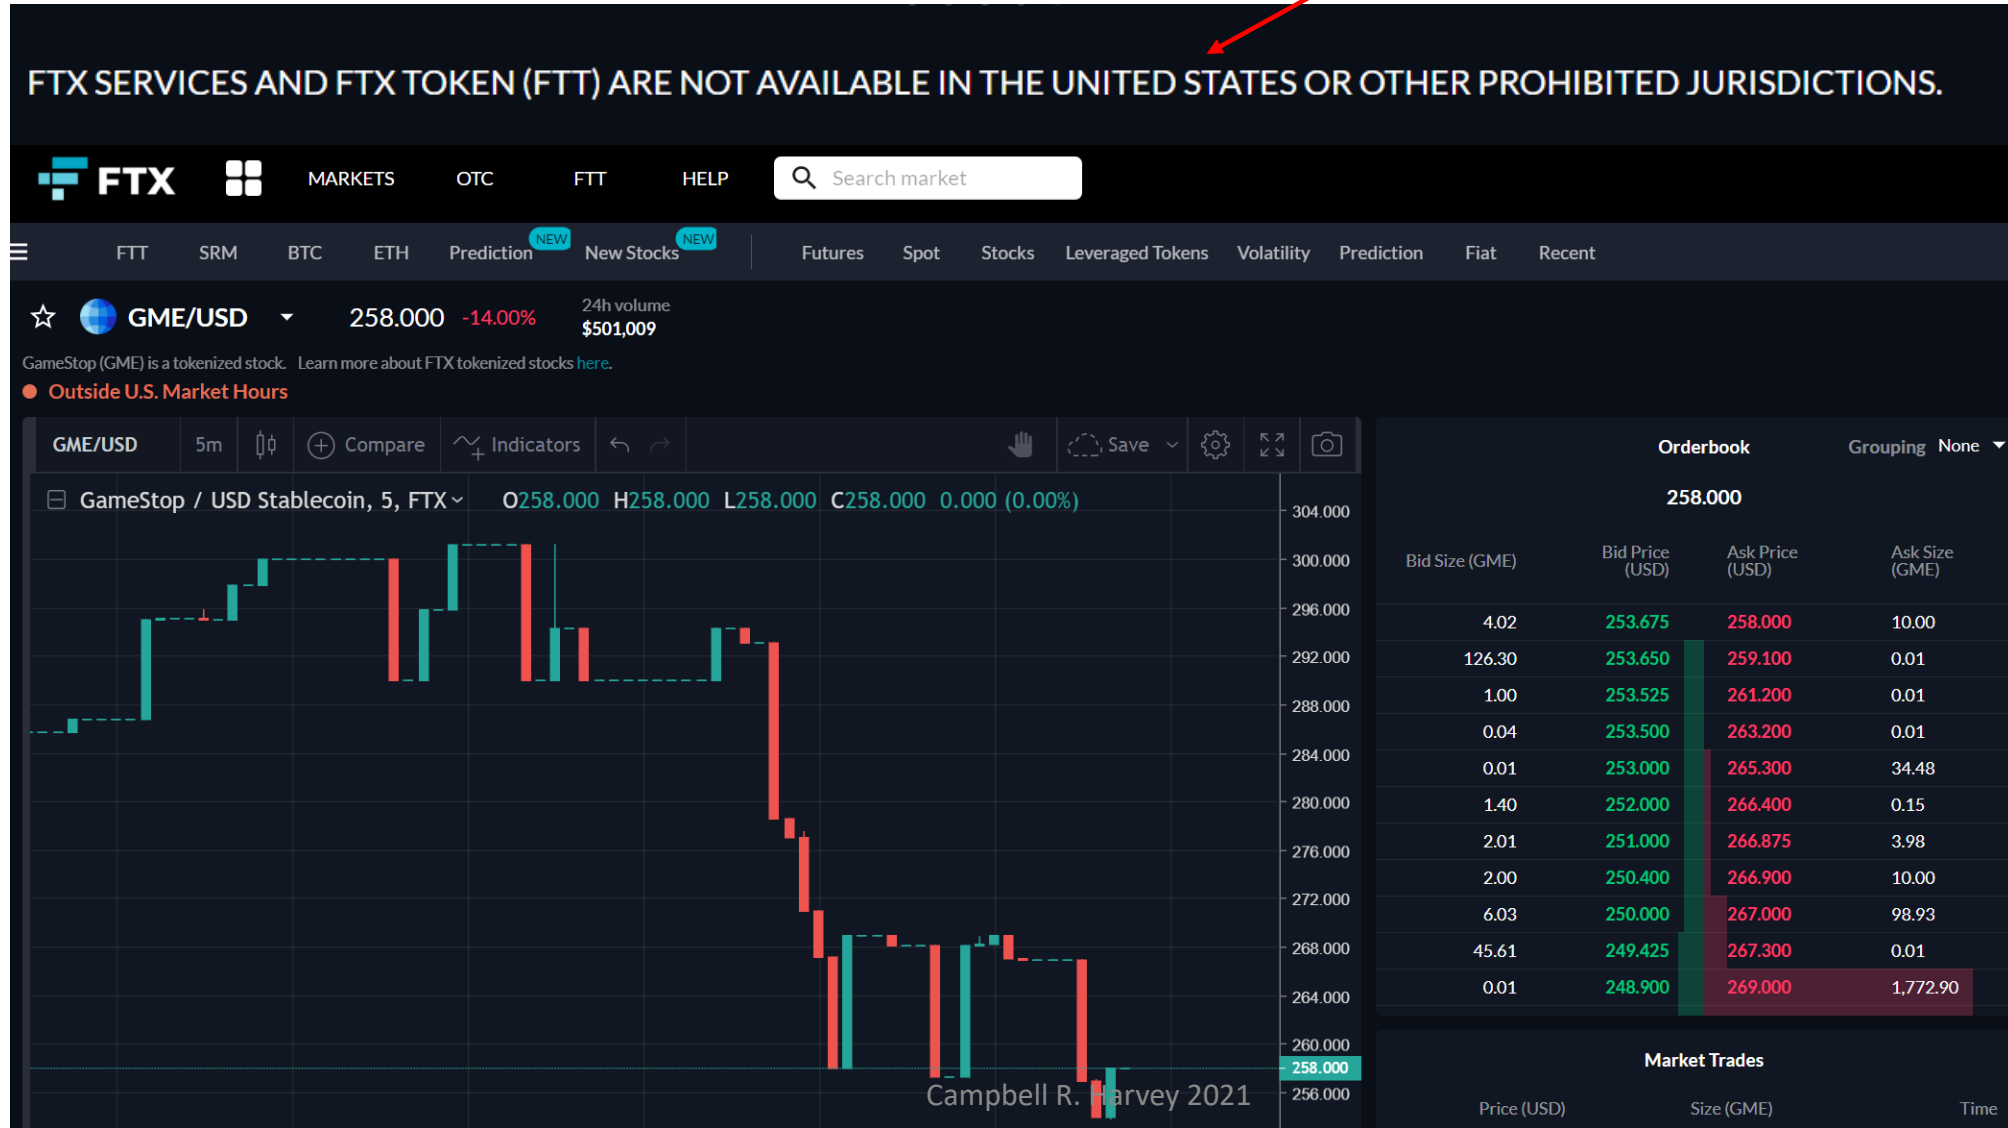 FTX SERVICES AND FTX TOKEN (FTT) ARE NOT AVAILABLE IN THE UNITED STATES OR OTHER PROHIBITED JURISDICTIONS.
FTX MARKETS OTC FTT HELP Search market
FTT SRM BTC ETH Prediction NEW New Stocks NEW Futures Spot Stocks Leveraged Tokens Volatility Prediction Fiat Recent
GME/USD 258.000 -14.00% 24h volume
$501,009
GameStop (GME) is a tokenized stock. Learn more about FTX tokenized stocks here.
Outside U.S. Market Hours
GME/USD 5m Compare Indicators Save
GameStop / USD Stablecoin, 5, FTX O258.000 H258.000 L258.000 C258.000 0.000 (0.00%)
304.000
300.000
296.000
292.000
288.000
284.000
280.000
276.000
272.000
268.000
264.000
260.000
258.000
256.000
Campbell R. Harvey 2021
Orderbook Grouping None
258.000
Bid Size (GME) Bid Price (USD) Ask Price (USD) Ask Size (GME)
4.02 253.675 258.000 10.00
126.30 253.650 259.100 0.01
1.00 253.525 261.200 0.01
0.04 253.500 263.200 0.01
0.01 253.000 265.300 34.48
1.40 252.000 266.400 0.15
2.01 251.000 266.875 3.98
2.00 250.400 266.900 10.00
6.03 250.000 267.000 98.93
45.61 249.425 267.300 0.01
0.01 248.900 269.000 1,772.90
Market Trades
Price (USD) Size (GME) Time